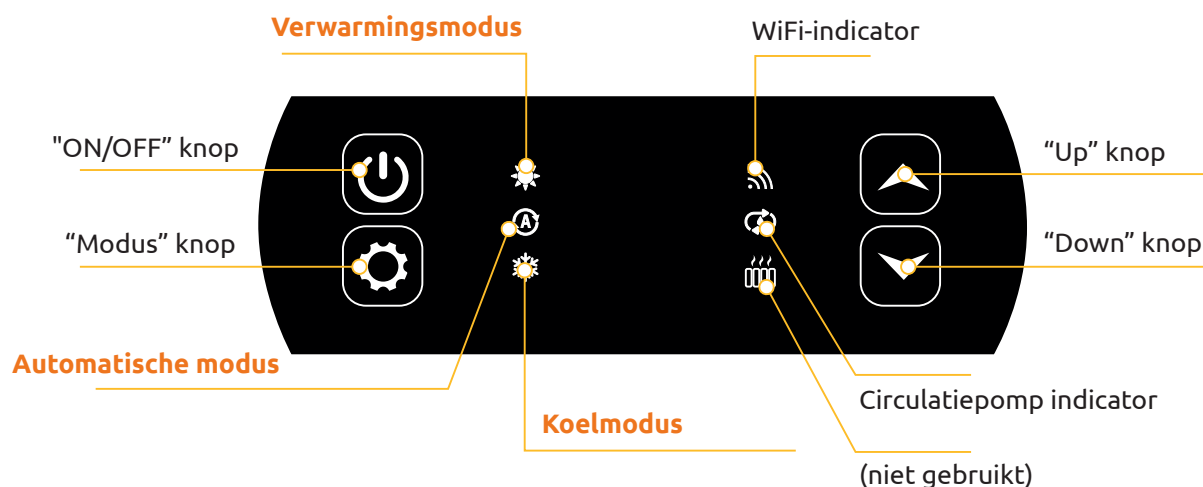 Verwarmingsmodus
WiFi-indicator
"ON/OFF” knop
“Up” knop
“Modus” knop
“Down” knop
A
Automatische modus
Koelmodus
Circulatiepomp indicator
(niet gebruikt)